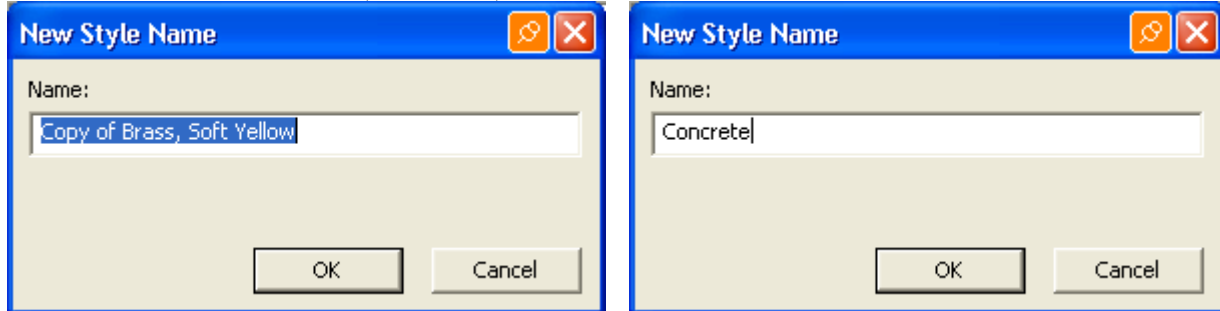 New Style Name
Name:
Copy of Brass, Soft Yellow
OK Cancel
New Style Name
Name:
Concrete
OK Cancel